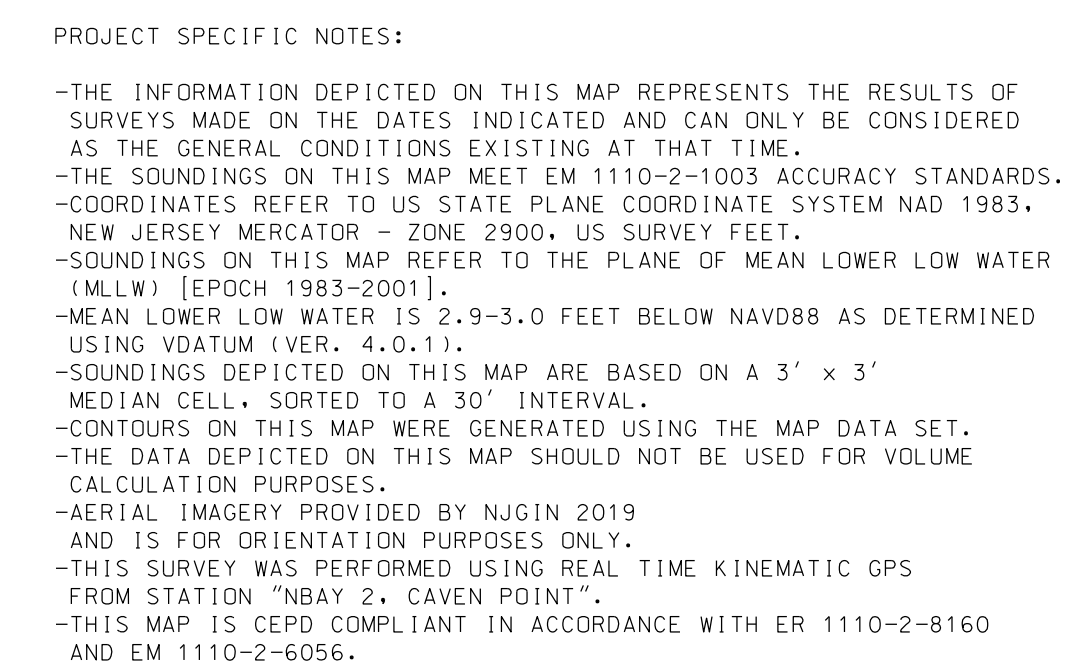 PROJECT SPECIFIC NOTES:
-THE INFORMATION DEPICTED ON THIS MAP REPRESENTS THE RESULTS OF
SURVEYS MADE ON THE DATES INDICATED AND CAN ONLY BE CONSIDERED
AS THE GENERAL CONDITIONS EXISTING AT THAT TIME.
-THE SOUNDINGS ON THIS MAP MEET EM 1110-2-1003 ACCURACY STANDARDS.
-COORDINATES REFER TO US STATE PLANE COORDINATE SYSTEM NAD 1983,
NEW JERSEY MERCATOR - ZONE 2900, US SURVEY FEET.
-SOUNDINGS ON THIS MAP REFER TO THE PLANE OF MEAN LOWER LOW WATER
(MLLW) [EPOCH 1983-2001].
-MEAN LOWER LOW WATER IS 2.9-3.0 FEET BELOW NAVD88 AS DETERMINED
USING VDATUM (VER. 4.0.1).
-SOUNDINGS DEPICTED ON THIS MAP ARE BASED ON A 3' x 3'
MEDIAN CELL, SORTED TO A 30' INTERVAL.
-CONTOURS ON THIS MAP WERE GENERATED USING THE MAP DATA SET.
-THE DATA DEPICTED ON THIS MAP SHOULD NOT BE USED FOR VOLUME
CALCULATION PURPOSES.
-AERIAL IMAGERY PROVIDED BY NJGIN 2019
AND IS FOR ORIENTATION PURPOSES ONLY.
-THIS SURVEY WAS PERFORMED USING REAL TIME KINEMATIC GPS
FROM STATION "NBAY 2, CAVEN POINT".
-THIS MAP IS CEPD COMPLIANT IN ACCORDANCE WITH ER 1110-2-8160
AND EM 1110-2-6056.